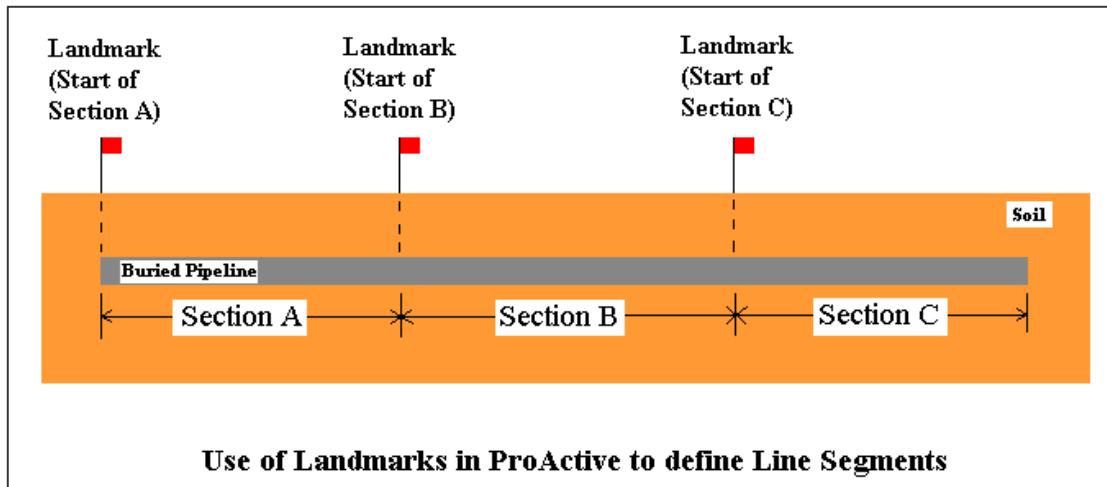 Landmark
(Start of
Section A)
Landmark
(Start of
Section B)
Landmark
(Start of
Section C)
Soil
Buried Pipeline
Section A
Section B
Section C
Use of Landmarks in ProActive to define Line Segments